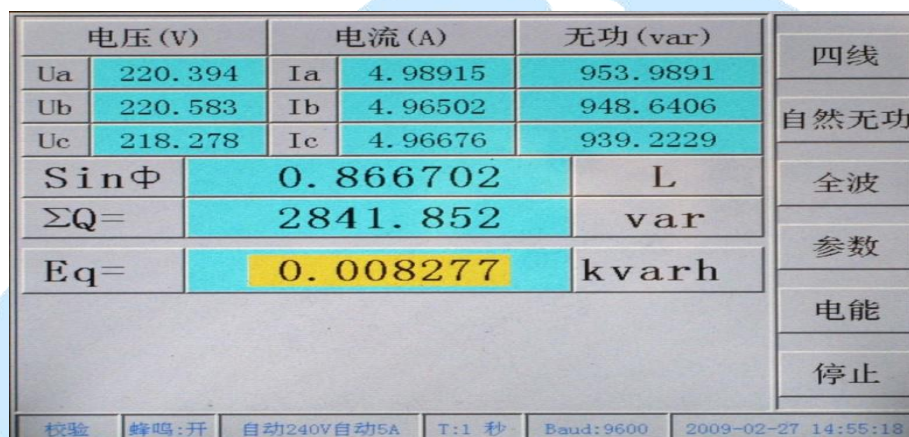 电压(V) 电流(A) 无功(var)
Ua 220.394 Ia 4.98915 953.9891
Ub 220.583 Ib 4.96502 948.6406
Uc 218.278 Ic 4.96676 939.2229
SinΦ 0.866702 L
ΣQ= 2841.852 var
Eq= 0.008277 kvarh
四线
自然无功
全波
参数
电能
停止
校验 蜂鸣:开 自动240V自动5A T:1 秒 Baud:9600 2009-02-27 14:55:18